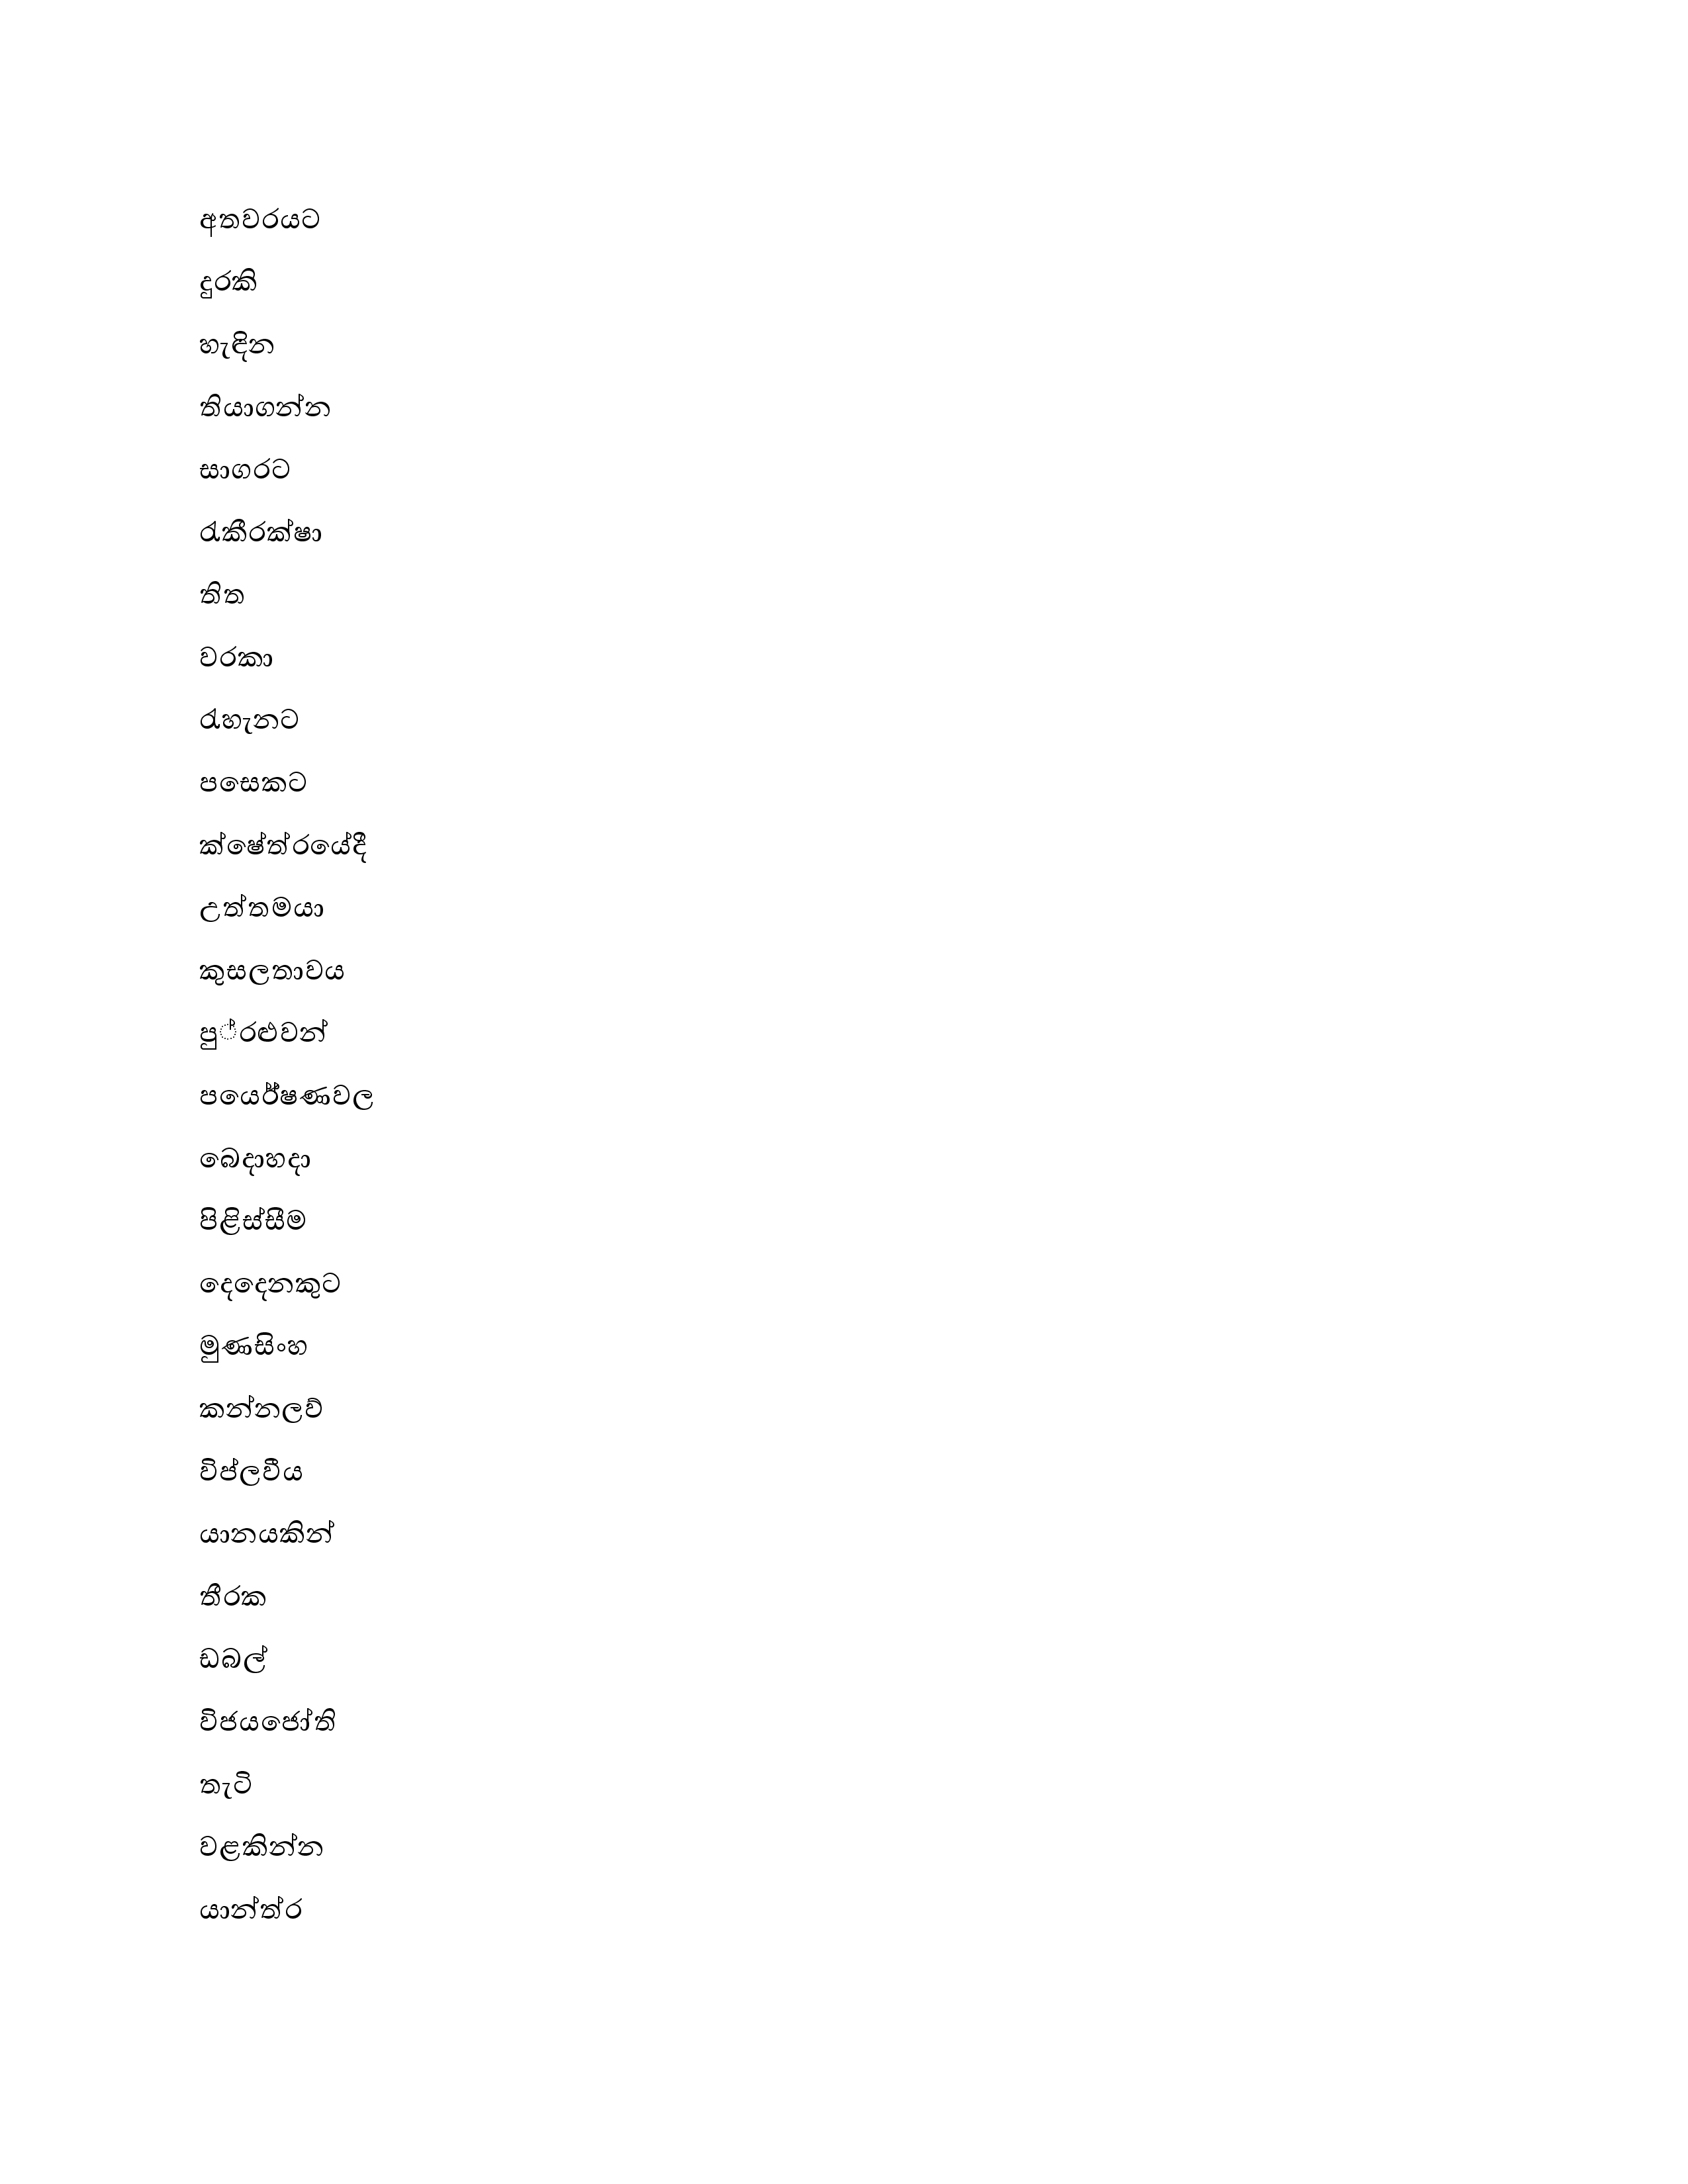 අතවරයට
දුරකි
හැඳින
තියාගන්න
සාගරට
රැකීරක්ෂා
තිත
වරකා
රැහැනට
පසෙකට
ක්ෂේත්රයේදී
උත්තමයා
කුසලතාවය
පු්රළුවන්
පර්යේෂණවල
බෙදාහදා
පිළිස්සීම
දෙදෙනකුට
මුණසිංහ
කන්නලව්
විප්ලවීය
යානයකින්
තීරක
ඩබල්
විජයජෝති
තැටි
වළකින්න
යාන්ත්ර